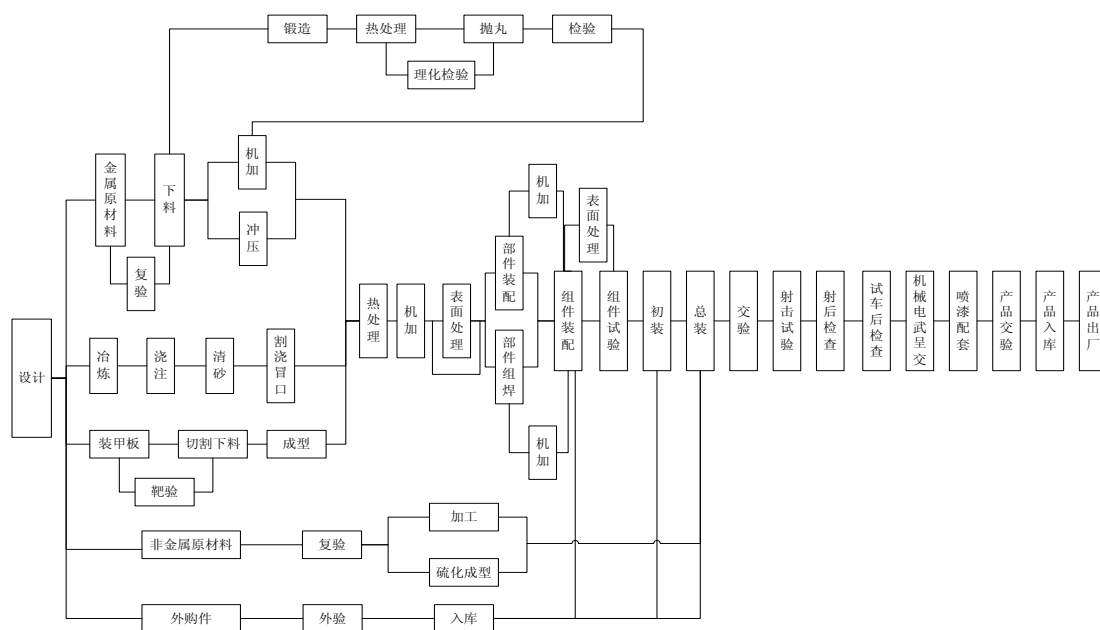 锻造
热处理
抛丸
检验
理化检验
金属原材料
下料
机加
冲压
复验
机加
表面处理
部件装配
设计
冶炼
浇注
清砂
割浇冒口
热处理
机加
表面处理
部件组焊
组件装配
组件试验
初装
总装
交验
射击试验
射后检查
试车后检查
机械电武呈交
喷漆配套
产品交验
产品入库
产品出厂
装甲板
切割下料
成型
机加
靶验
非金属原材料
复验
加工
硫化成型
外购件
外验
入库